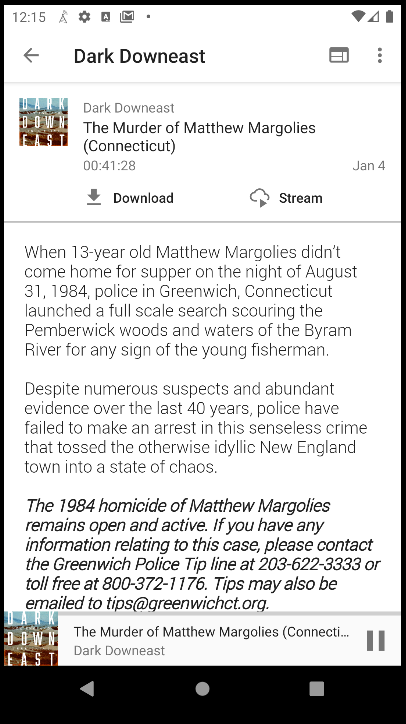 12:15
Dark Downeast
DARK
DOWN
EAST
Dark Downeast
The Murder of Matthew Margolies
(Connecticut)
00:41:28
Jan 4
Download
Stream
When 13-year old Matthew Margolies didn't
come home for supper on the night of August
31, 1984, police in Greenwich, Connecticut
launched a full scale search scouring the
Pemberwick woods and waters of the Byram
River for any sign of the young fisherman.
Despite numerous suspects and abundant
evidence over the last 40 years, police have
failed to make an arrest in this senseless crime
that tossed the otherwise idyllic New England
town into a state of chaos.
The 1984 homicide of Matthew Margolies
remains open and active. If you have any
information relating to this case, please contact
the Greenwich Police Tip line at 203-622-3333 or
toll free at 800-372-1176. Tips may also be
emailed to tips@greenwichct.org.
DARK
DOWN
EAST
The Murder of Matthew Margolies (Connecti...
Dark Downeast